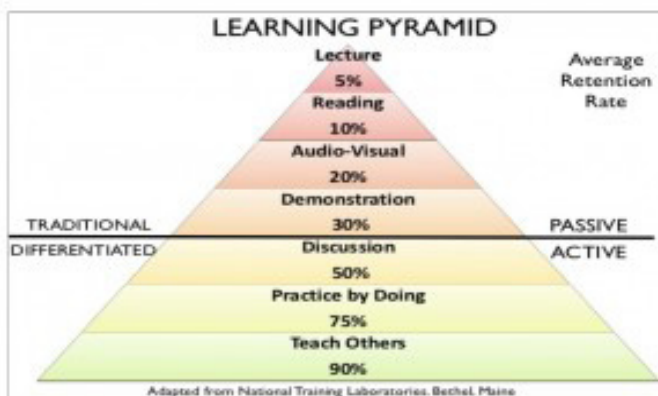 LEARNING PYRAMID
Lecture
5%
Average
Retention
Rate
Reading
10%
Audio-Visual
20%
Demonstration
30%
TRADITIONAL
PASSIVE
DIFFERENTIATED
ACTIVE
Discussion
50%
Practice by Doing
75%
Teach Others
90%
Adapted from National Training Laboratories. Bethel, Maine